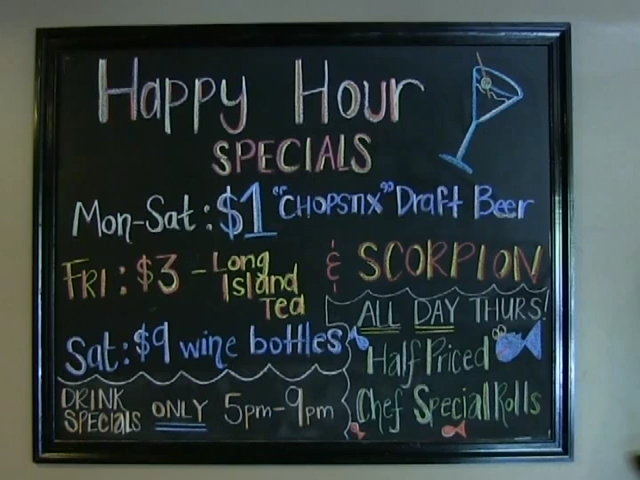 Happy Hour
SPECIALS
Mon-Sat: $1 "CHOPSTIX" Draft Beer
FRI: $3 - Long Island Tea & SCORPION
Sat: $9 wine bottles
DRINK SPECIALS ONLY 5pm-9pm
ALL DAY THURS!
Half Priced
Chef Special Rolls